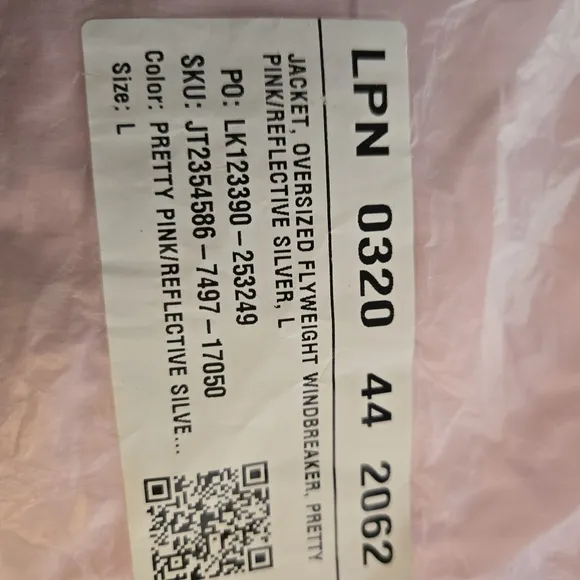 LPN 0320 44 2062
JACKET, OVERSIZED FLYWEIGHT WINDBREAKER, PRETTY
PINK/REFLECTIVE SILVER, L
PO: LK123390-253249
SKU: JT2354586-7497-17050
Color: PRETTY PINK/REFLECTIVE SILVE...
Size: L